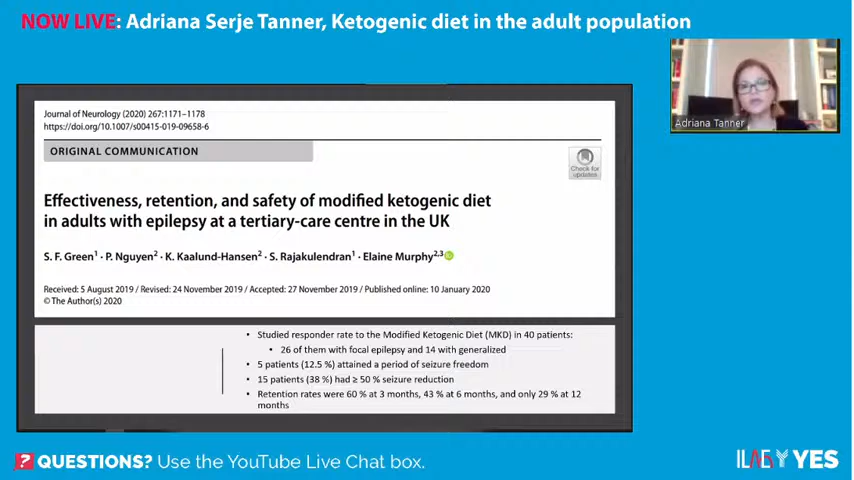 NOW LIVE: Adriana Serje Tanner, Ketogenic diet in the adult population
Adriana Tanner
Journal of Neurology (2020) 267:1171–1178
https://doi.org/10.1007/s00415-019-09658-6
ORIGINAL COMMUNICATION
Check for
updates
Effectiveness, retention, and safety of modified ketogenic diet
in adults with epilepsy at a tertiary-care centre in the UK
S. F. Green1 · P. Nguyen2 · K. Kaalund-Hansen2 · S. Rajakulendran1 · Elaine Murphy2,3
Received: 5 August 2019 / Revised: 24 November 2019 / Accepted: 27 November 2019 / Published online: 10 January 2020
© The Author(s) 2020
• Studied responder rate to the Modified Ketogenic Diet (MKD) in 40 patients:
• 26 of them with focal epilepsy and 14 with generalized
• 5 patients (12.5 %) attained a period of seizure freedom
• 15 patients (38 %) had ≥ 50 % seizure reduction
• Retention rates were 60 % at 3 months, 43 % at 6 months, and only 29 % at 12
months
? QUESTIONS? Use the YouTube Live Chat box.
ILAE YES